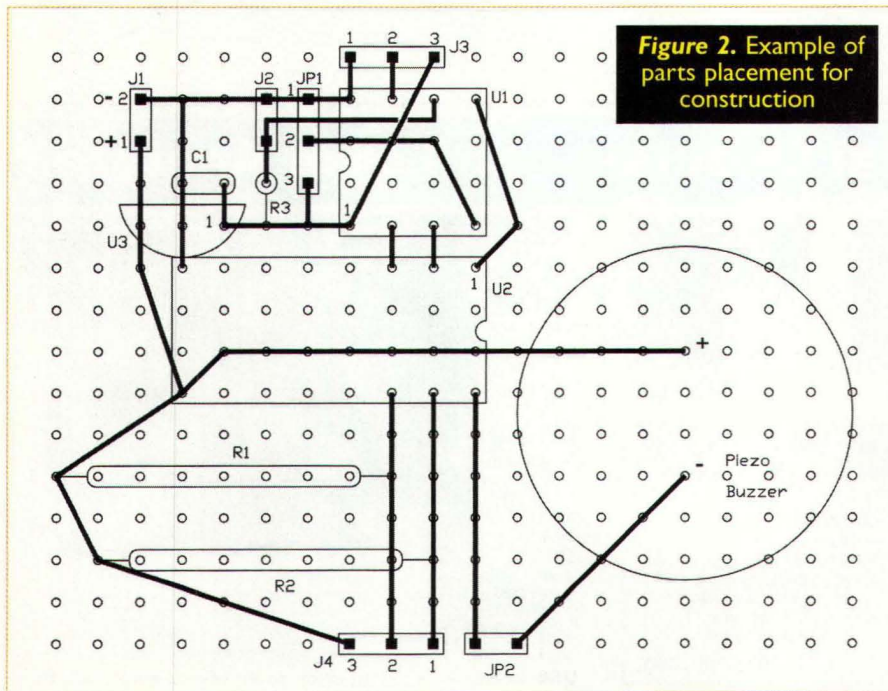 Figure 2. Example of
parts placement for
construction
1 2 3 J3
J1 J2 JP1
- 2 1 U1
+ 1 2
C1 3
1 R3 1
U3
1 U2
+
R1 - Piezo
Buzzer
R2
J4 3 2 1 JP2